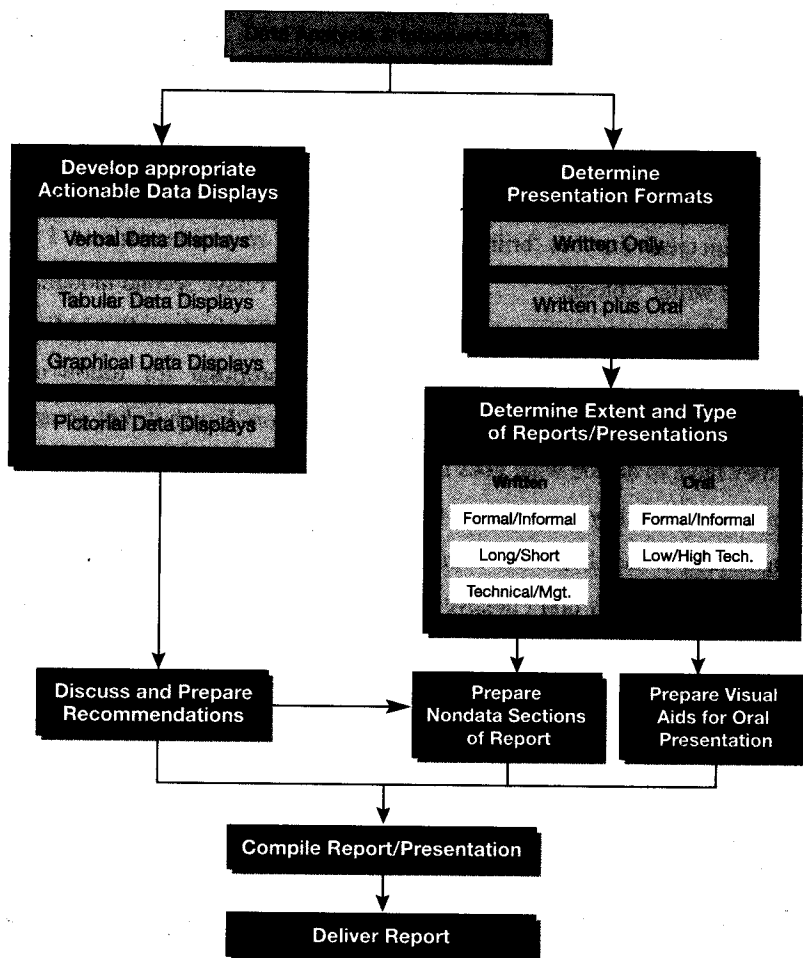 Data Analysis & Interpretation
Develop appropriate
Actionable Data Displays
Verbal Data Displays
Tabular Data Displays
Graphical Data Displays
Pictorial Data Displays
Determine
Presentation Formats
Written Only
Written plus Oral
Determine Extent and Type
of Reports/Presentations
Written
Formal/Informal
Long/Short
Technical/Mgt.
Oral
Formal/Informal
Low/High Tech.
Discuss and Prepare
Recommendations
Prepare
Nondata Sections
of Report
Prepare Visual
Aids for Oral
Presentation
Compile Report/Presentation
Deliver Report